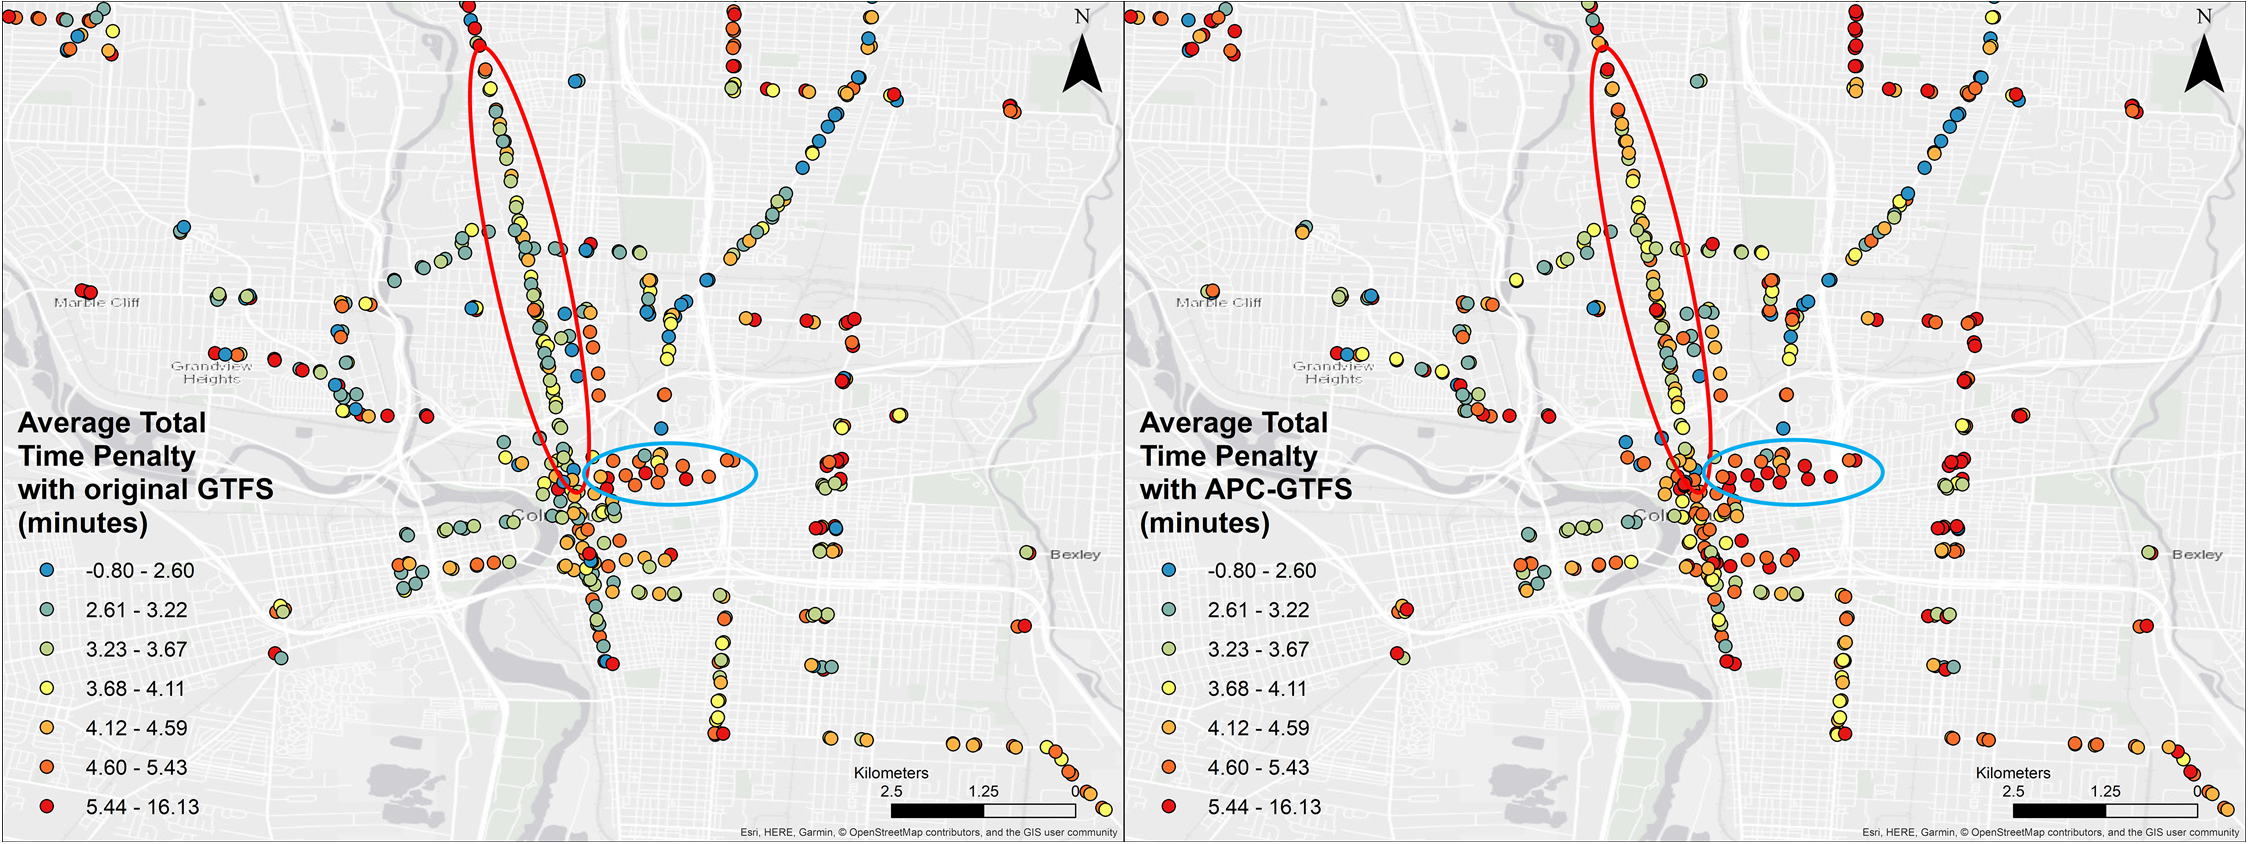 N
Marble Cliff
Grandview
Heights
Average Total
Time Penalty
with original GTFS
(minutes)
-0.80 - 2.60
2.61 - 3.22
3.23 - 3.67
3.68 - 4.11
4.12 - 4.59
4.60 - 5.43
5.44 - 16.13
Bexley
Kilometers
2.5 1.25 0
Esri, HERE, Garmin, © OpenStreetMap contributors, and the GIS user community
N
Marble Cliff
Grandview
Heights
Average Total
Time Penalty
with APC-GTFS
(minutes)
-0.80 - 2.60
2.61 - 3.22
3.23 - 3.67
3.68 - 4.11
4.12 - 4.59
4.60 - 5.43
5.44 - 16.13
Bexley
Kilometers
2.5 1.25 0
Esri, HERE, Garmin, © OpenStreetMap contributors, and the GIS user community